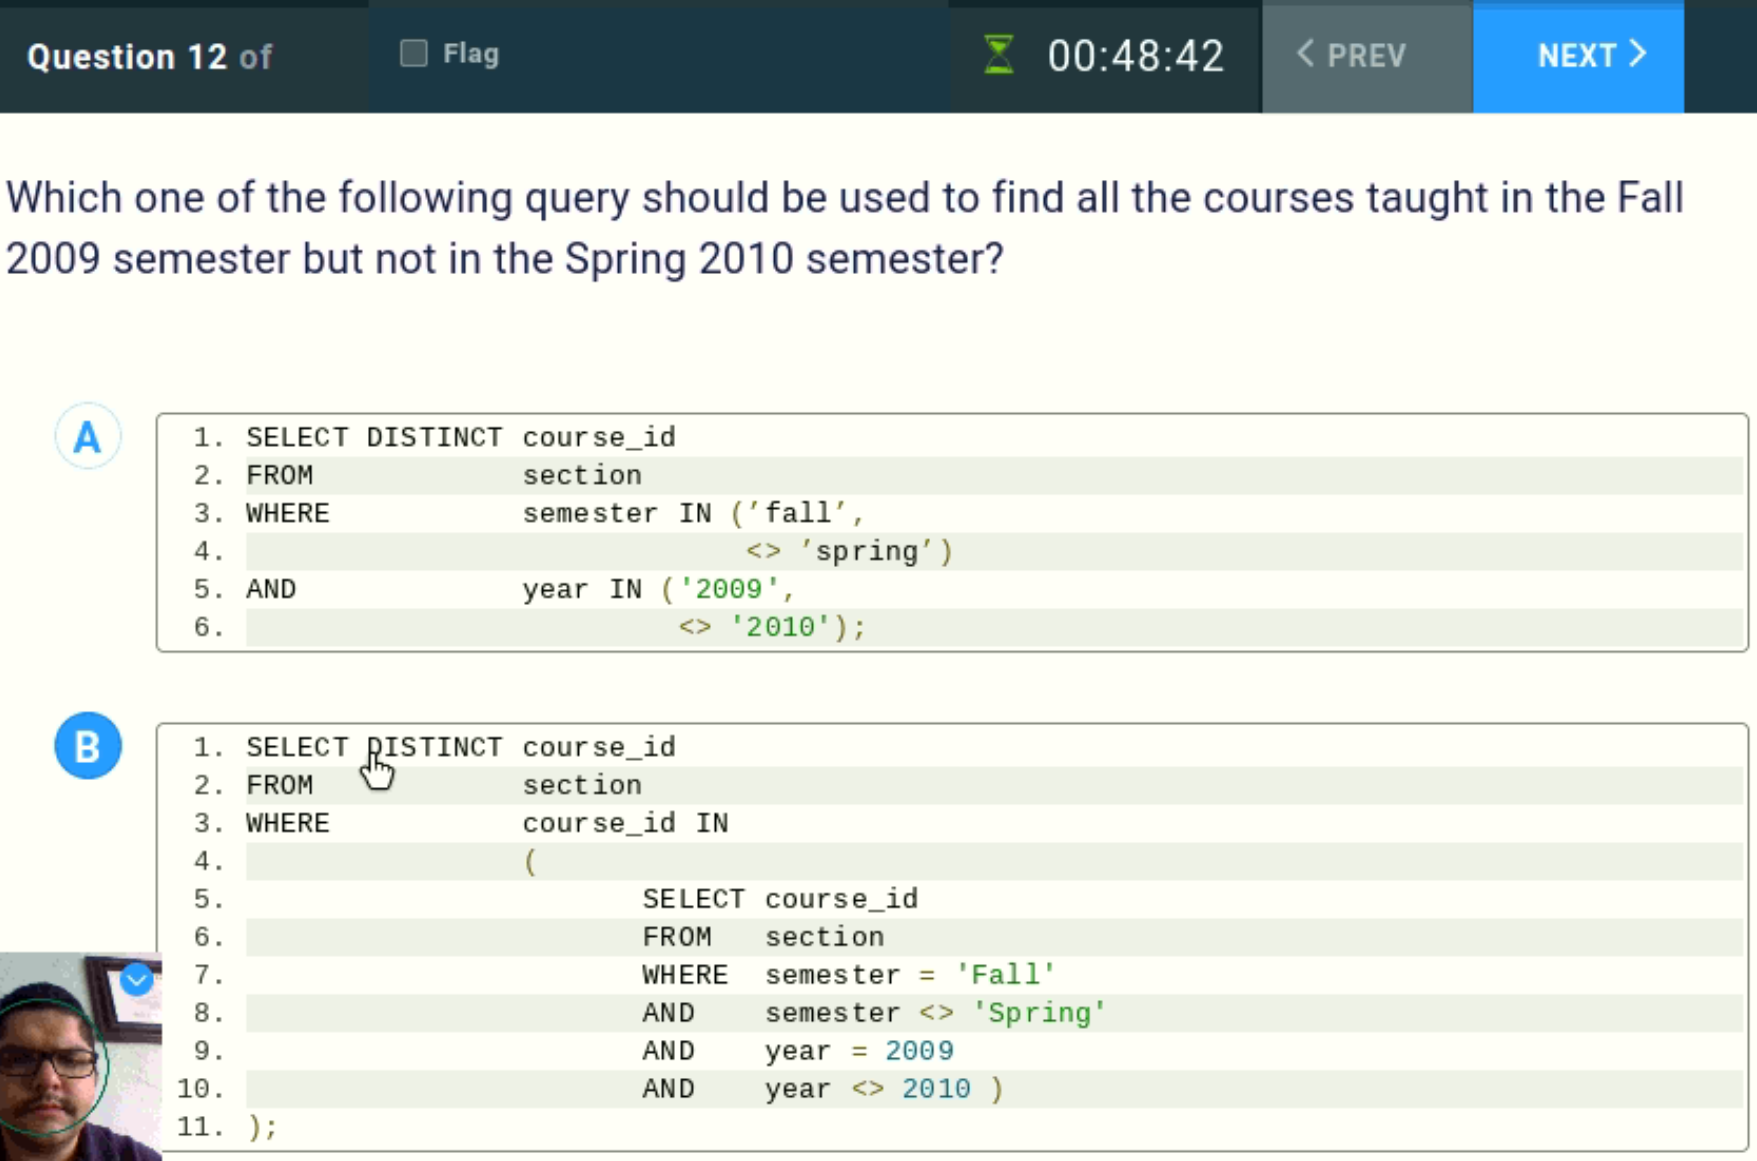 Question 12 of
Flag
00:48:42
PREV
NEXT
Which one of the following query should be used to find all the courses taught in the Fall
2009 semester but not in the Spring 2010 semester?
A
1. SELECT DISTINCT course_id
2. FROM section
3. WHERE semester IN (’fall’,
4. <> ’spring’)
5. AND year IN ('2009',
6. <> '2010');
B
1. SELECT DISTINCT course_id
2. FROM section
3. WHERE course_id IN
4. (
5. SELECT course_id
6. FROM section
7. WHERE semester = 'Fall'
8. AND semester <> 'Spring'
9. AND year = 2009
10. AND year <> 2010 )
11. );